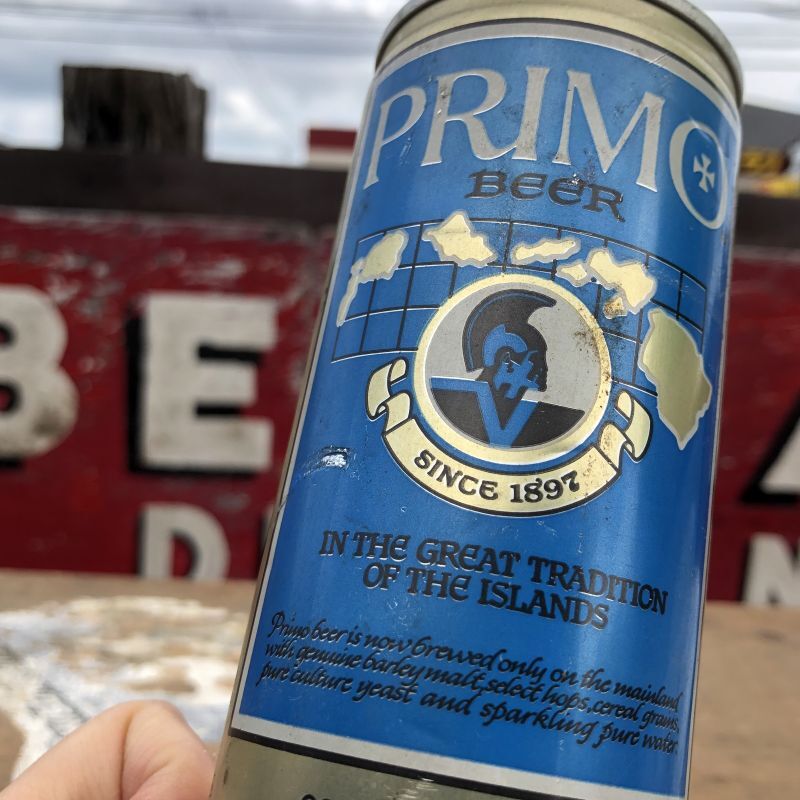 PRIMO
BEER
SINCE 1897
IN THE GREAT TRADITION
OF THE ISLANDS
Primo beer is now brewed only on the mainland
with genuine barley malt, select hops, cereal grains,
pure culture yeast and sparkling pure water.
BE
D